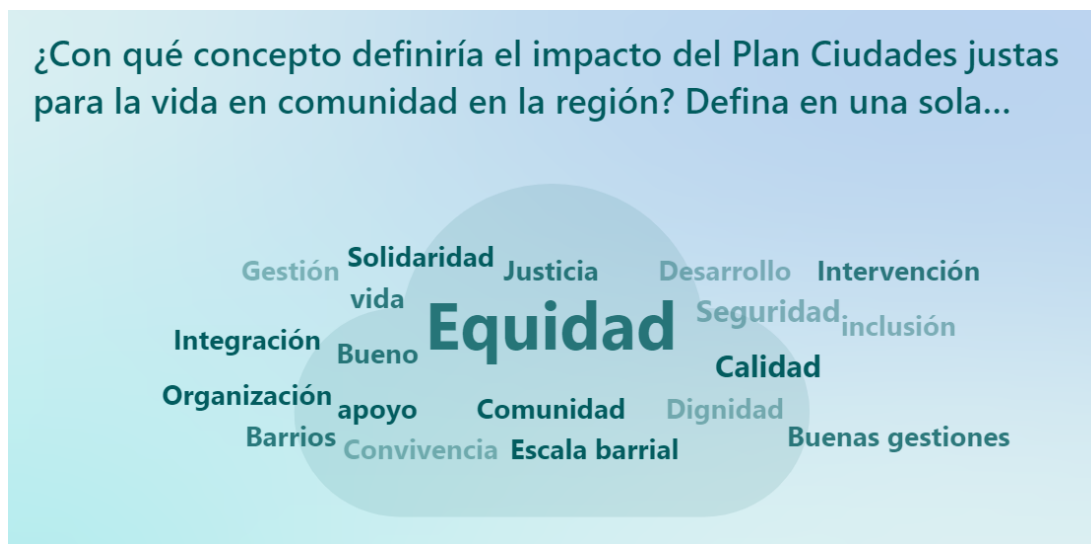 ¿Con qué concepto definiría el impacto del Plan Ciudades justas
para la vida en comunidad en la región? Defina en una sola...
Solidaridad
Gestión
Justicia
Desarrollo
Intervención
vida
Equidad
Seguridad
inclusión
Integración
Bueno
Calidad
Organización
apoyo
Comunidad
Dignidad
Barrios
Convivencia
Escala barrial
Buenas gestiones